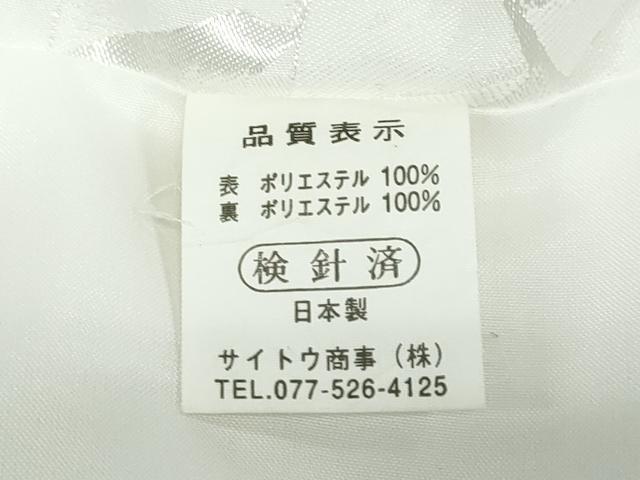 品質表示
表 ポリエステル 100%
裏 ポリエステル 100%
検針済
日本製
サイトウ商事(株)
TEL.077-526-4125